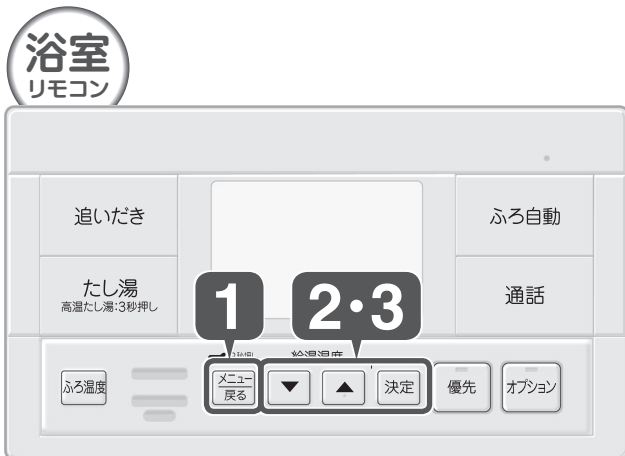 浴室
リモコン
追いだき
ふろ自動
たし湯
高温たし湯:3秒押し
通話
1
2・3
給湯温度
ふろ温度
メニュー
戻る
▼
▲
決定
優先
オプション